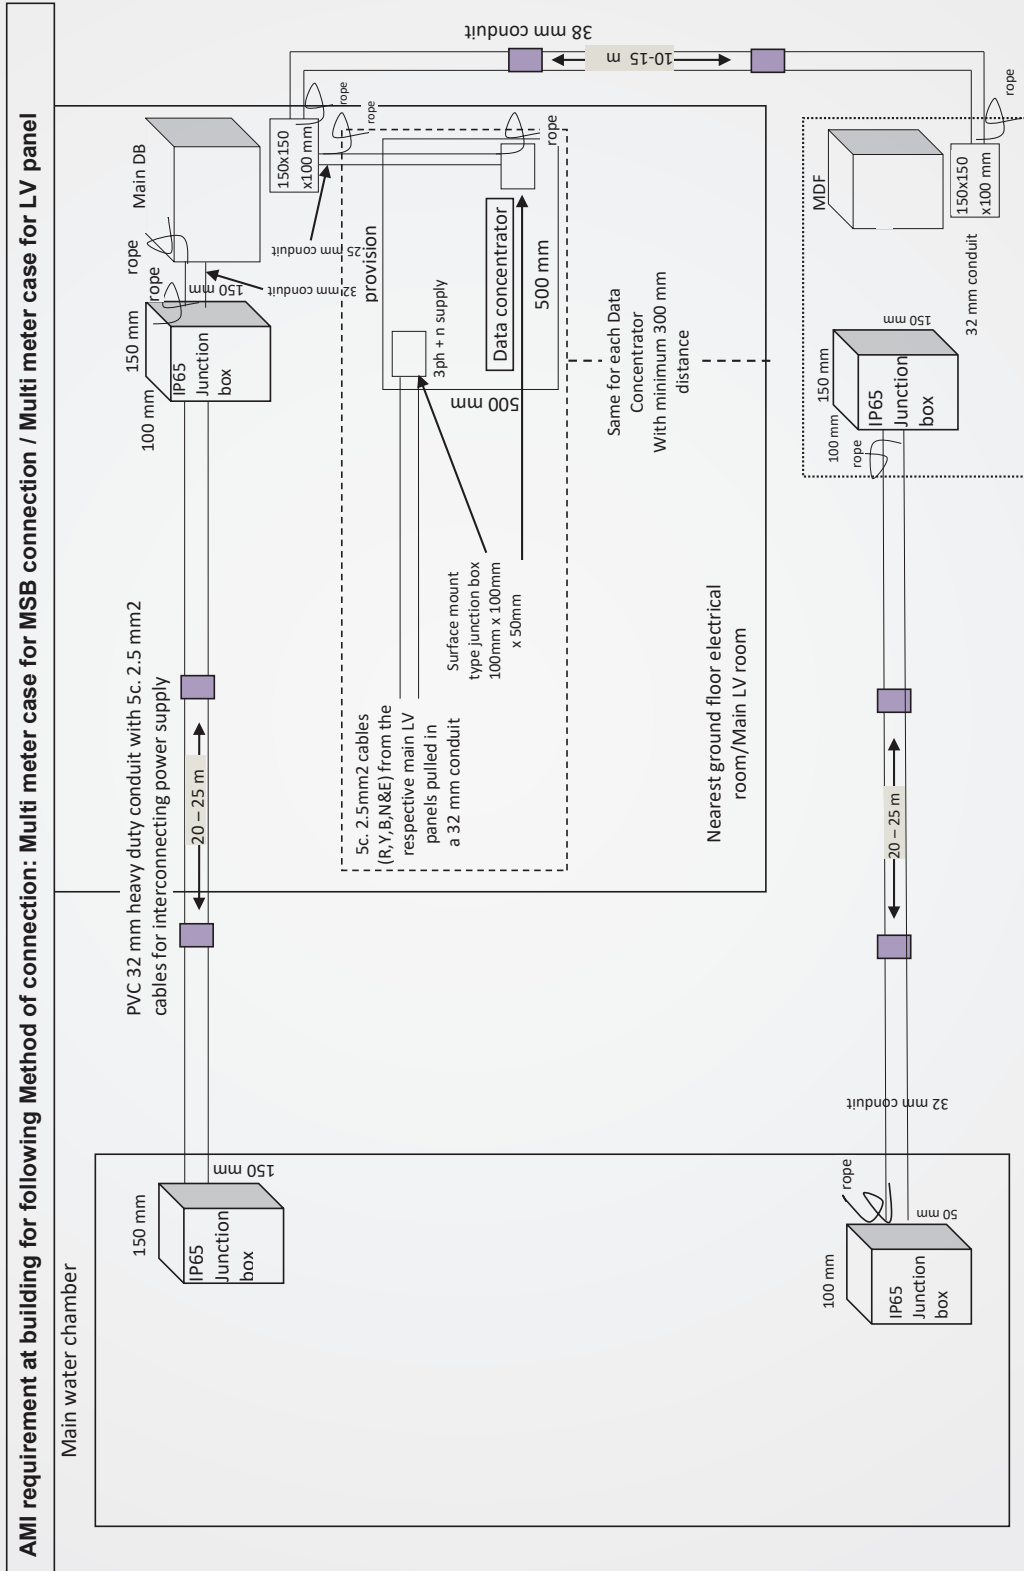 AMI requirement at building for following Method of connection: Multi meter case for MSB connection / Multi meter case for LV panel
Main water chamber
150 mm
150 mm
IP65
Junction
box
PVC 32 mm heavy duty conduit with 5c. 2.5 mm2
cables for interconnecting power supply
20 – 25 m
100 mm
150 mm
150 mm
IP65
Junction
box
rope
rope
32 mm conduit
Main DB
150x150
x100 mm
rope
rope
25 mm conduit
38 mm conduit
10-15 m
5c. 2.5mm2 cables
(R,Y,B,N&E) from the
respective main LV
panels pulled in
a 32 mm conduit
Surface mount
type junction box
100mm x 100mm
x 50mm
provision
3ph + n supply
500 mm
Data concentrator
500 mm
rope
Same for each Data
Concentrator
With minimum 300 mm
distance
Nearest ground floor electrical
room/Main LV room
100 mm
50 mm
IP65
Junction
box
rope
32 mm conduit
20 – 25 m
100 mm
rope
150 mm
150 mm
IP65
Junction
box
32 mm conduit
MDF
150x150
x100 mm
rope